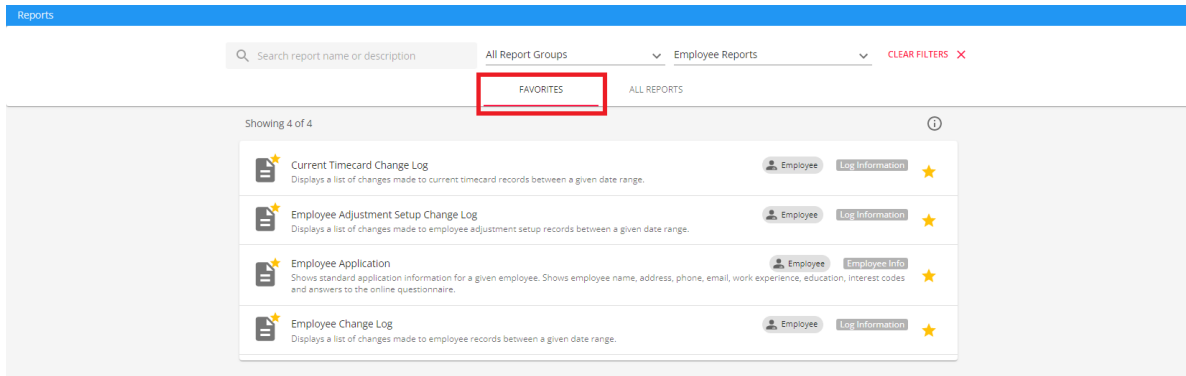 Reports
Search report name or description
All Report Groups
Employee Reports
CLEAR FILTERS
FAVORITES
ALL REPORTS
Showing 4 of 4
Current Timecard Change Log
Employee
Log Information
Displays a list of changes made to current timecard records between a given date range.
Employee Adjustment Setup Change Log
Employee
Log Information
Displays a list of changes made to employee adjustment setup records between a given date range.
Employee Application
Employee
Employee Info
Shows standard application information for a given employee. Shows employee name, address, phone, email, work experience, education, interest codes
and answers to the online questionnaire.
Employee Change Log
Employee
Log Information
Displays a list of changes made to employee records between a given date range.